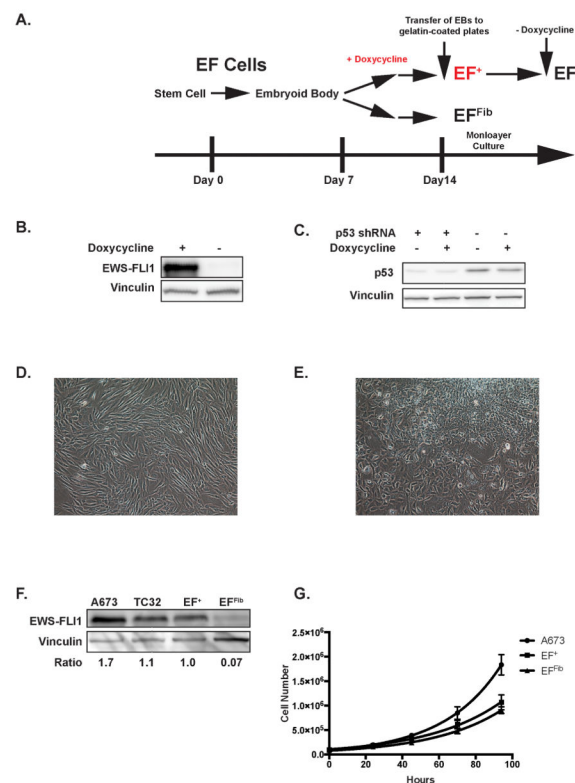 A.
Transfer of EBs to
gelatin-coated plates
- Doxycycline
+ Doxycycline
EF Cells
EF+
EF
Stem Cell
Embryoid Body
EFFib
Monloayer
Culture
Day 0
Day 7
Day14
B.
Doxycycline + -
EWS-FLI1
Vinculin
C.
p53 shRNA + + - -
Doxycycline - + - +
p53
Vinculin
D.
E.
F.
A673 TC32 EF+ EFFib
EWS-FLI1
Vinculin
Ratio 1.7 1.1 1.0 0.07
G.
2.5×10⁶
2.0×10⁶
1.5×10⁶
1.0×10⁶
5.0×10⁵
0.0
Cell Number
0 20 40 60 80 100
Hours
A673
EF+
EFFib